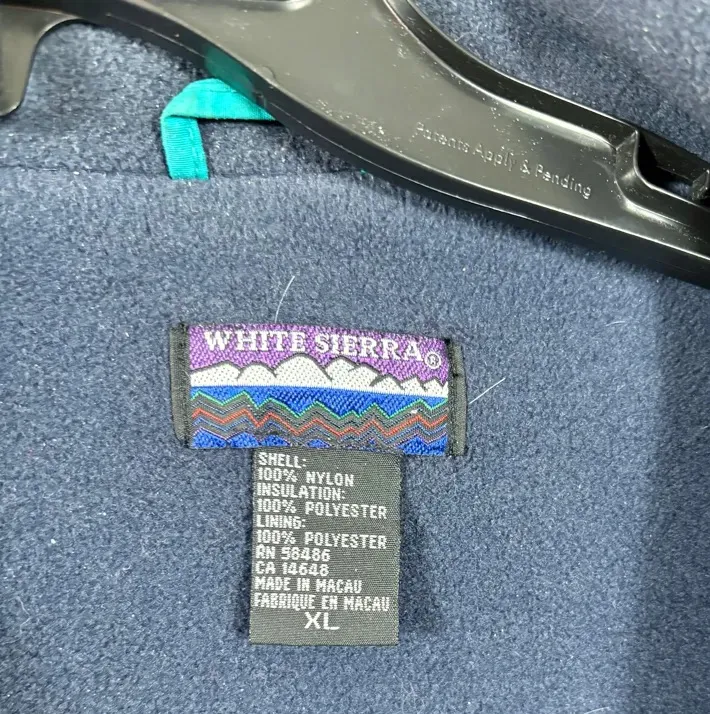 Patents Apply & Pending
WHITE SIERRA®
SHELL:
100% NYLON
INSULATION:
100% POLYESTER
LINING:
100% POLYESTER
RN 58486
CA 14648
MADE IN MACAU
FABRIQUE EN MACAU
XL